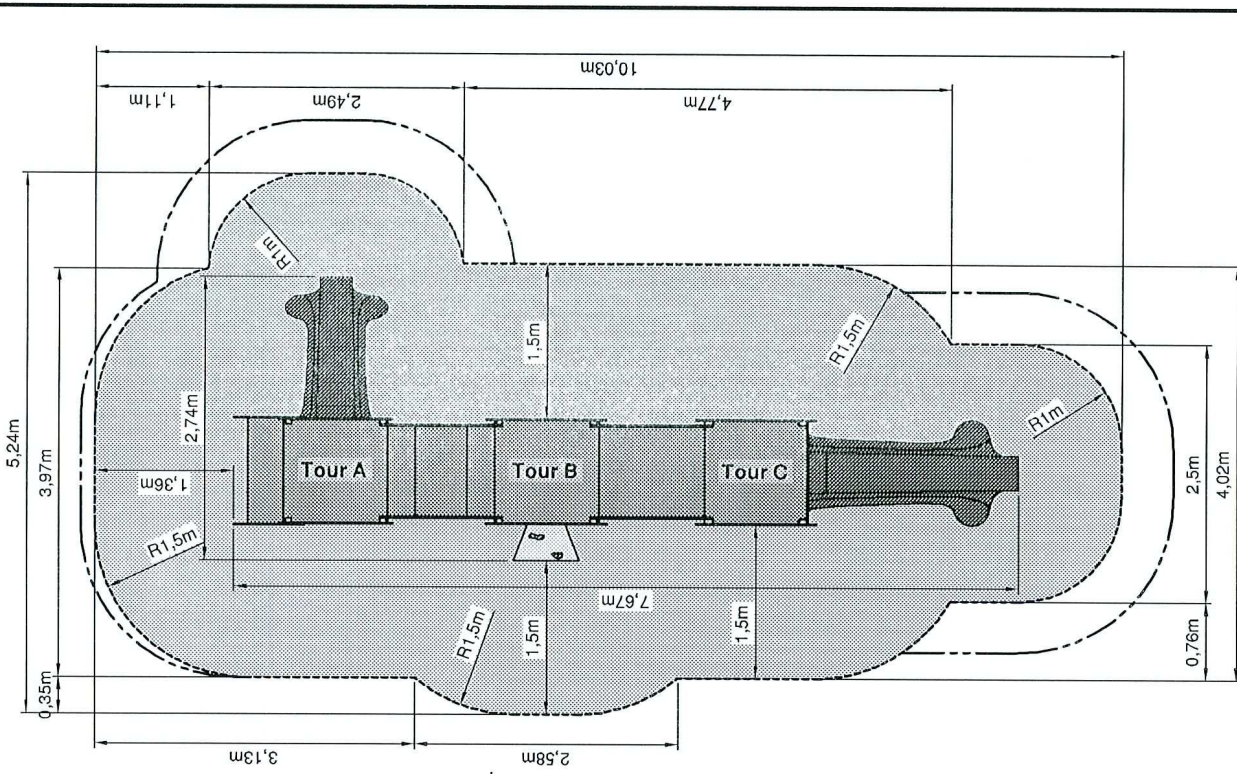 10,03m
1,11m
2,49m
4,77m
5,24m
3,97m
R1m
2,74m
1,5m
R1,5m
1,36m
Tour A
Tour B
Tour C
R1m
2,5m
4,02m
R1,5m
7,67m
R1,5m
1,5m
1,5m
0,76m
0,35m
3,13m
2,58m